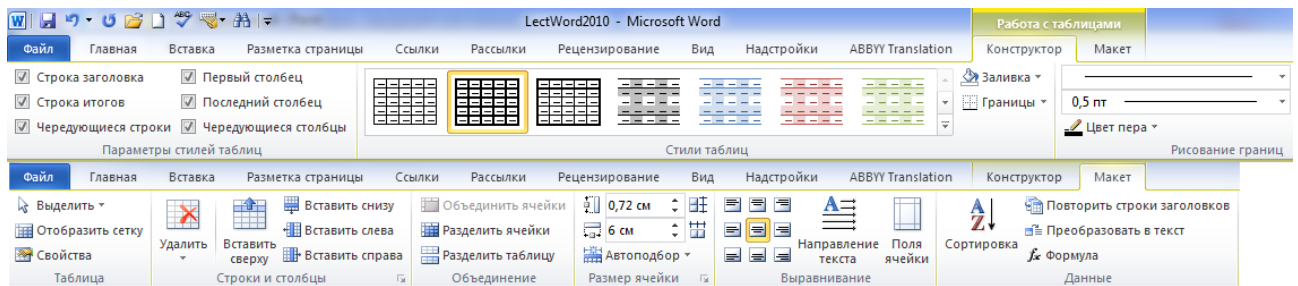 LectWord2010 - Microsoft Word
Работа с таблицами
Файл Главная Вставка Разметка страницы Ссылки Рассылки Рецензирование Вид Надстройки ABBYY Translation Конструктор Макет
Строка заголовка Первый столбец Заливка
Строка итогов Последний столбец Границы 0,5 пт
Чередующиеся строки Чередующиеся столбцы Цвет пера
Параметры стилей таблиц Стили таблиц Рисование границ
Файл Главная Вставка Разметка страницы Ссылки Рассылки Рецензирование Вид Надстройки ABBYY Translation Конструктор Макет
Выделить Вставить снизу Объединить ячейки 0,72 см Повторить строки заголовков
Отобразить сетку Удалить Вставить сверху Вставить слева Разделить ячейки 6 см Направление текста Поля ячейки Сортировка Преобразовать в текст
Свойства Вставить справа Разделить таблицу Автоподбор Формула
Таблица Строки и столбцы Объединение Размер ячейки Выравнивание Данные